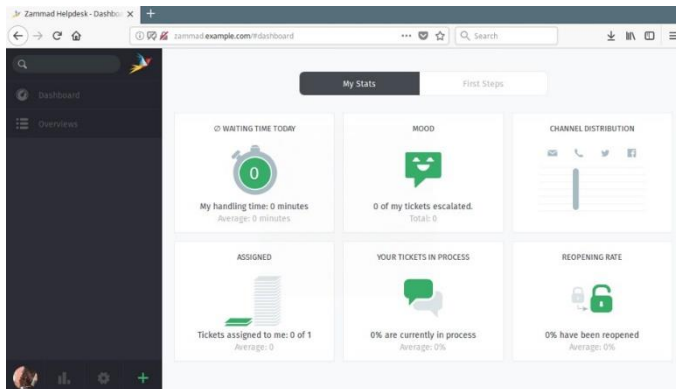 Zammad Helpdesk - Dashbo
zammad.example.com/#dashboard
Search
Dashboard
Overviews
My Stats
First Steps
∅ WAITING TIME TODAY
0
My handling time: 0 minutes
Average: 0 minutes
MOOD
0 of my tickets escalated.
Total: 0
CHANNEL DISTRIBUTION
ASSIGNED
Tickets assigned to me: 0 of 1
Average: 0
YOUR TICKETS IN PROCESS
0% are currently in process
Average: 0%
REOPENING RATE
0% have been reopened
Average: 0%